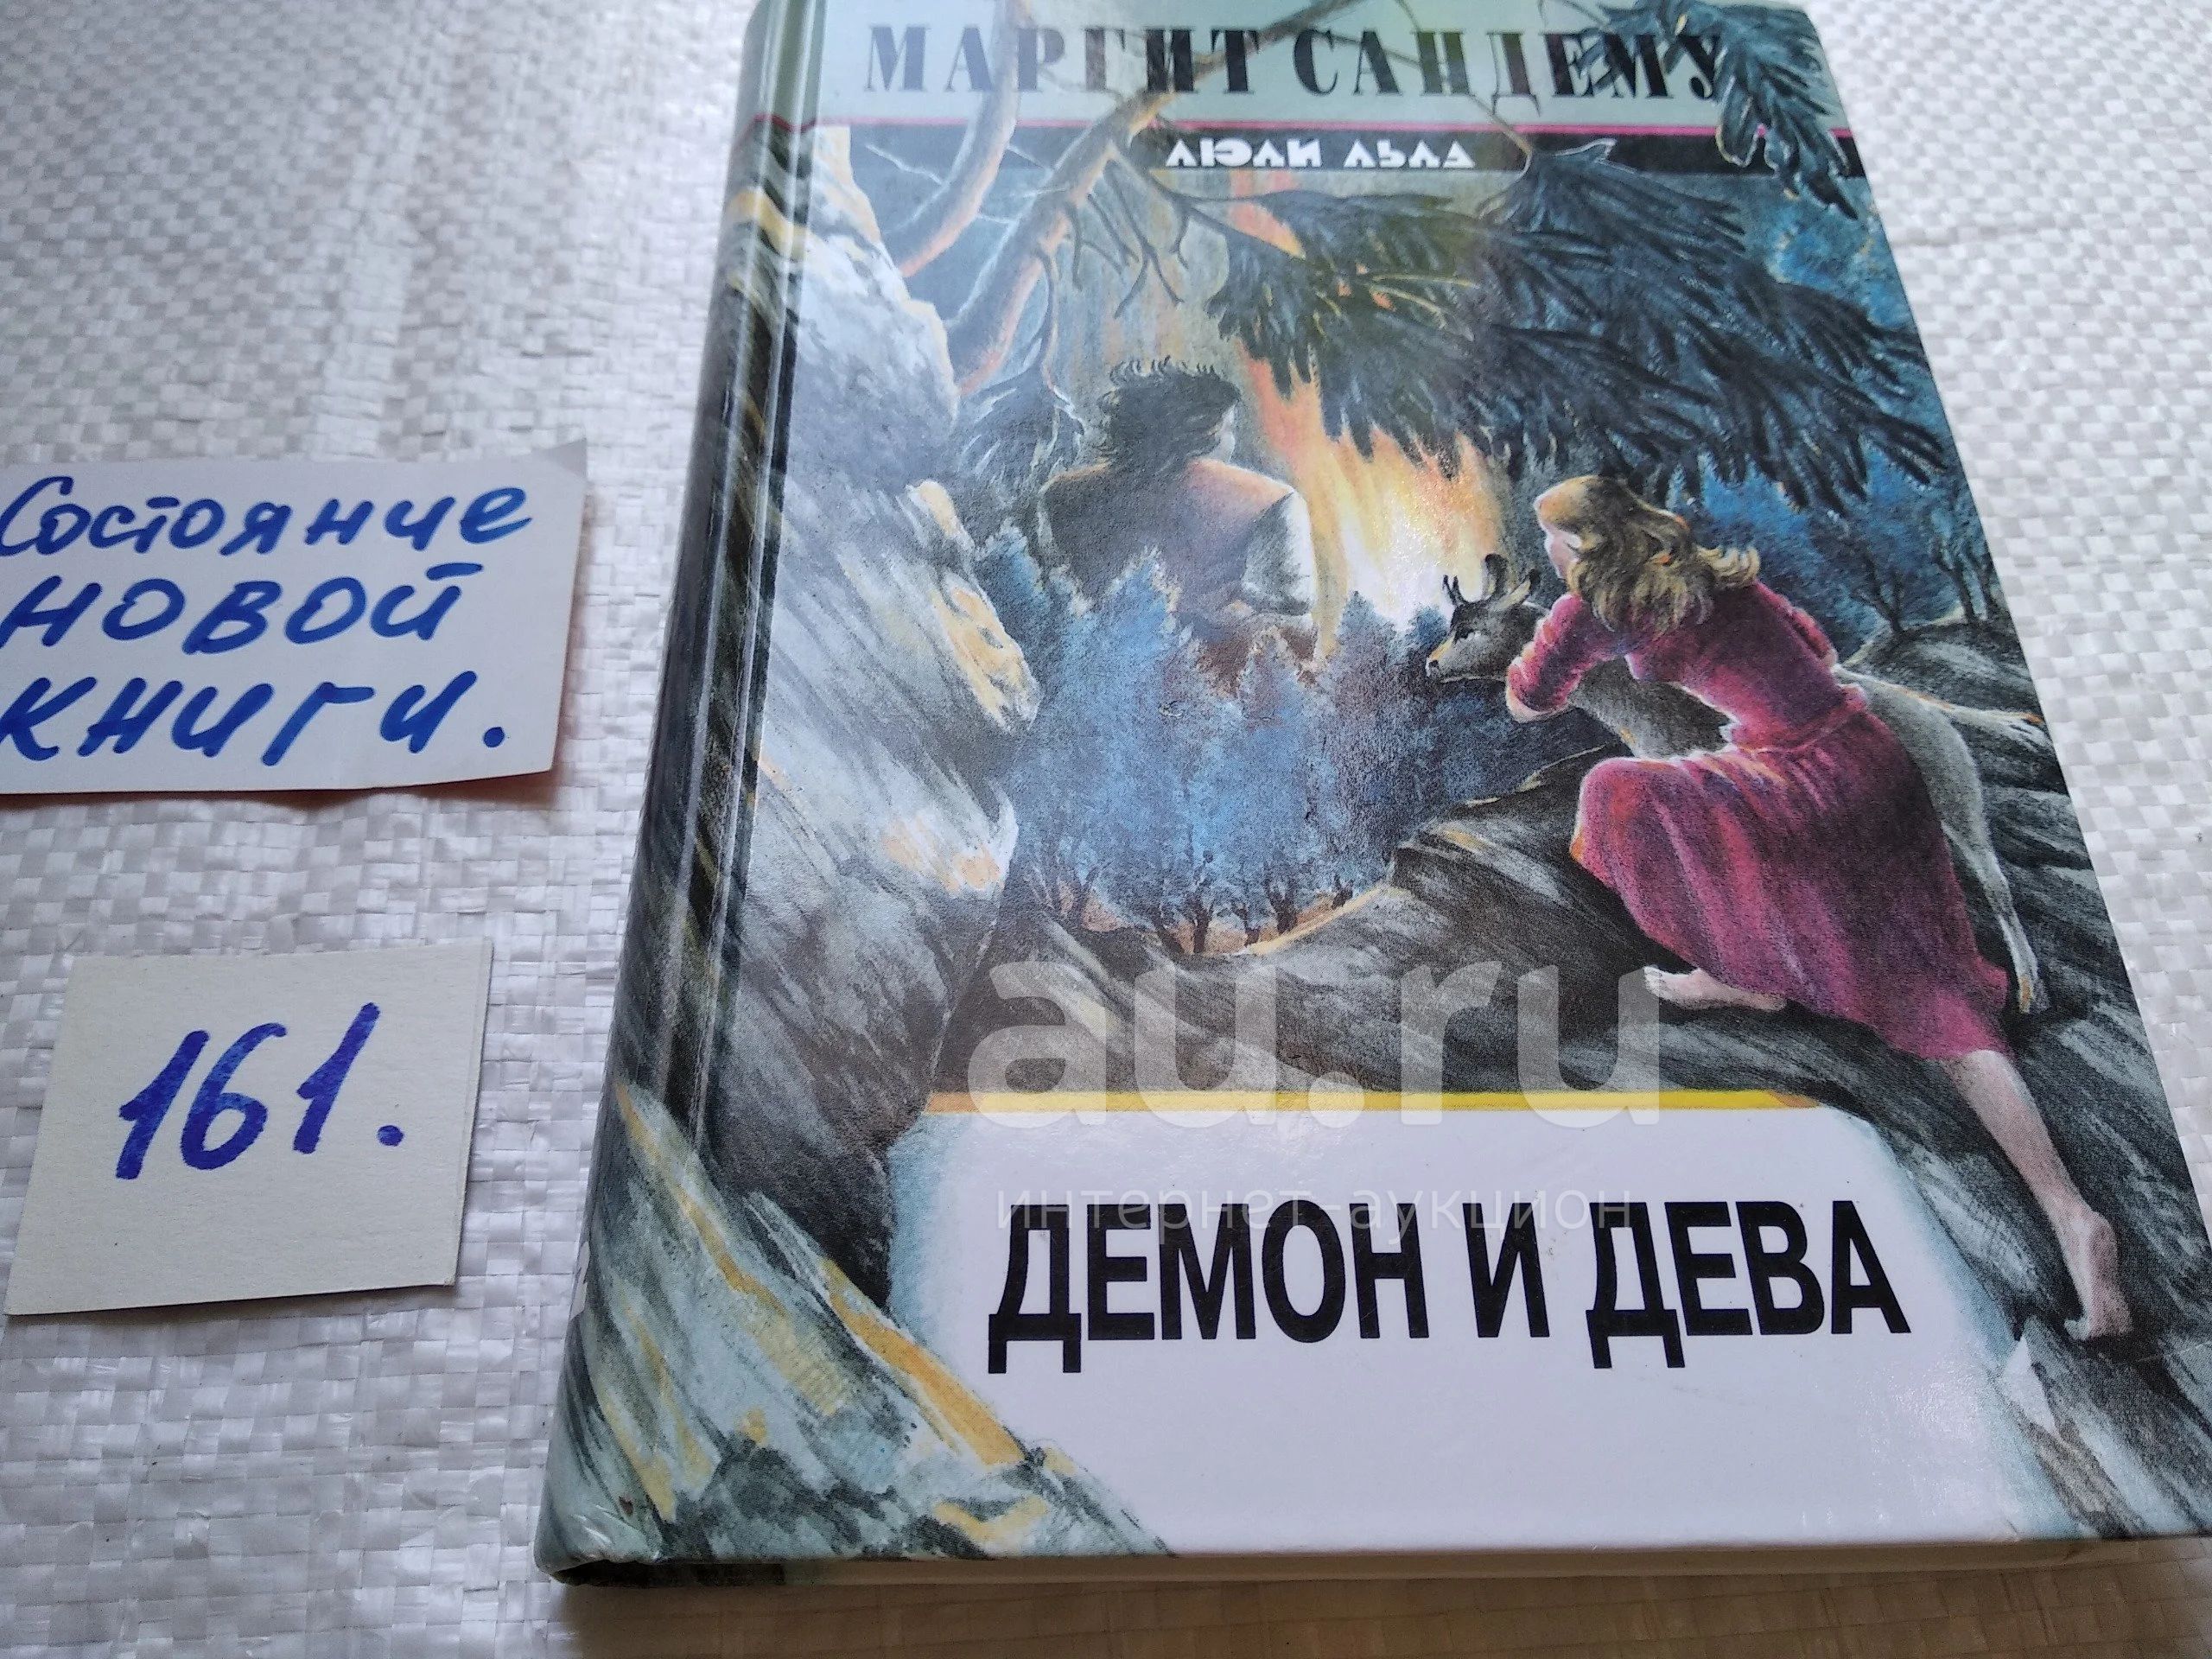 МАРГИТ САНДЕМУ
ЛЮДИ ЛЬДА
Состояние
новой
книги.
161.
au.ru
интернет-аукцион
ДЕМОН И ДЕВА